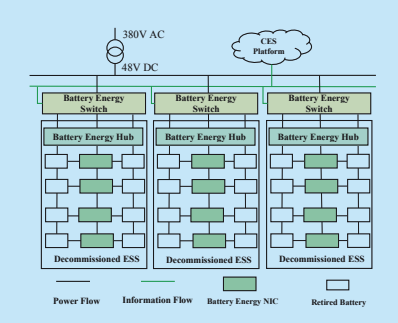 380V AC
CES
Platform
48V DC
Battery Energy
Switch
Battery Energy
Switch
Battery Energy
Switch
Battery Energy Hub
Battery Energy Hub
Battery Energy Hub
Decommissioned ESS
Decommissioned ESS
Decommissioned ESS
Power Flow
Information Flow
Battery Energy NIC
Retired Battery